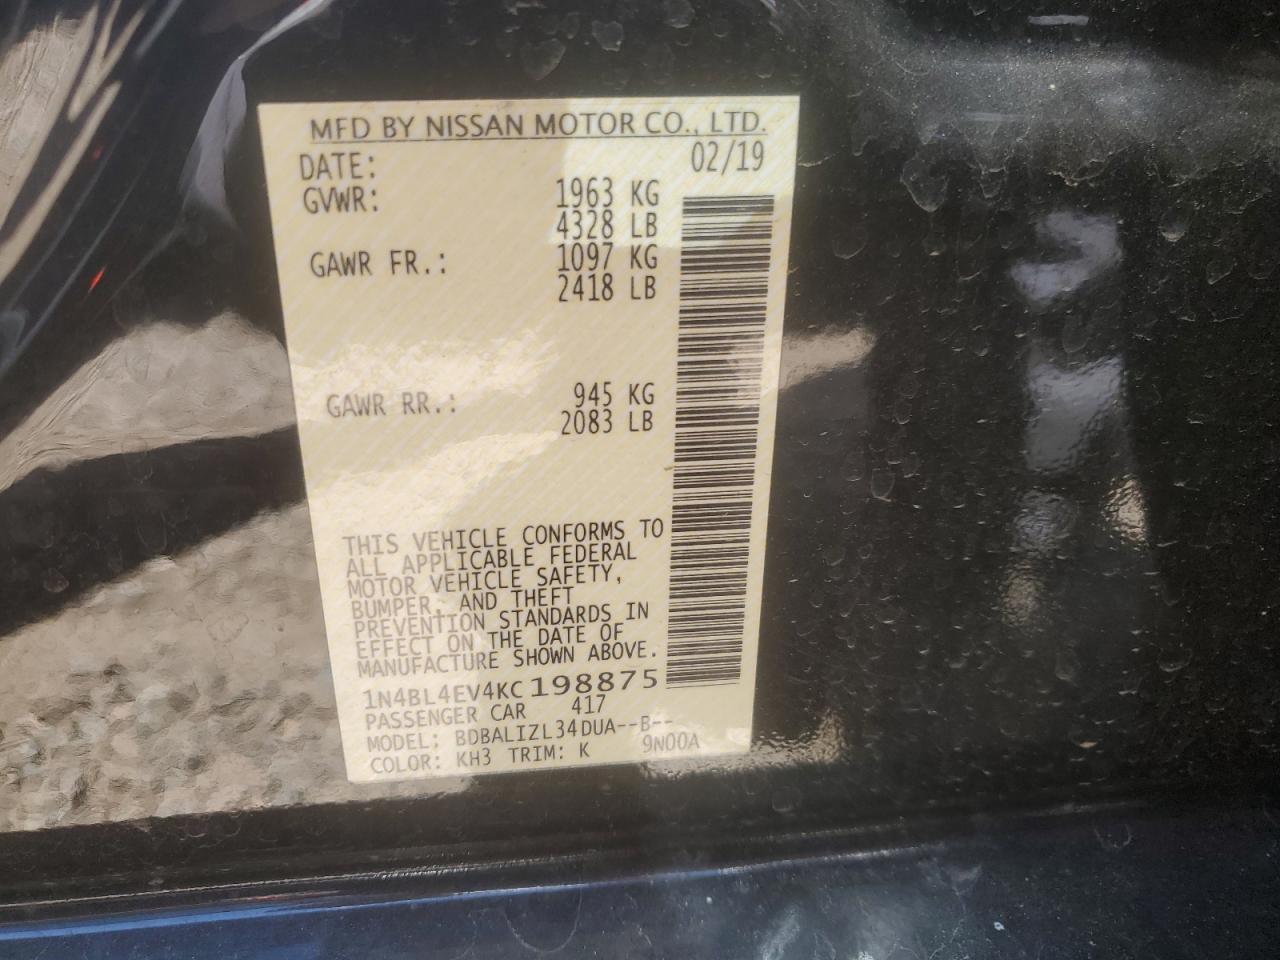 MFD BY NISSAN MOTOR CO., LTD.
DATE: 02/19
GVWR: 1963 KG
4328 LB
GAWR FR.: 1097 KG
2418 LB
GAWR RR.: 945 KG
2083 LB
THIS VEHICLE CONFORMS TO
ALL APPLICABLE FEDERAL
MOTOR VEHICLE SAFETY,
BUMPER, AND THEFT
PREVENTION STANDARDS IN
EFFECT ON THE DATE OF
MANUFACTURE SHOWN ABOVE.
1N4BL4EV4KC198875
PASSENGER CAR 417
MODEL: BDBALIZL34DUA--B--
COLOR: KH3 TRIM: K 9N00A